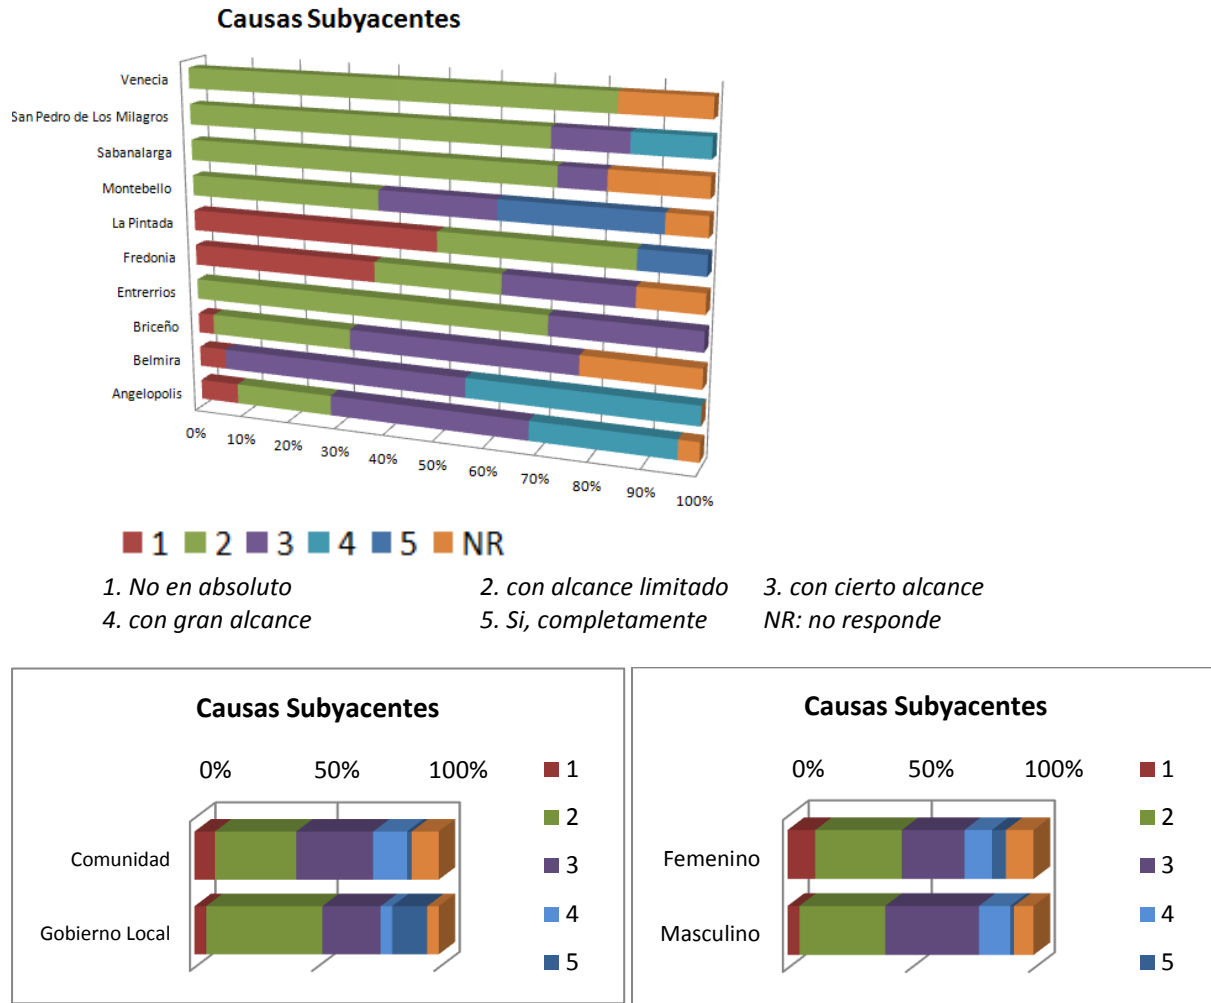 Causas Subyacentes
Venecia
San Pedro de Los Milagros
Sabanalarga
Montebello
La Pintada
Fredonia
Entrerrios
Briceño
Belmira
Angelopolis
0% 10% 20% 30% 40% 50% 60% 70% 80% 90% 100%
1 2 3 4 5 NR
1. No en absoluto 2. con alcance limitado 3. con cierto alcance
4. con gran alcance 5. Si, completamente NR: no responde
Causas Subyacentes
0% 50% 100%
Comunidad
Gobierno Local
1
2
3
4
5
Causas Subyacentes
0% 50% 100%
Femenino
Masculino
1
2
3
4
5